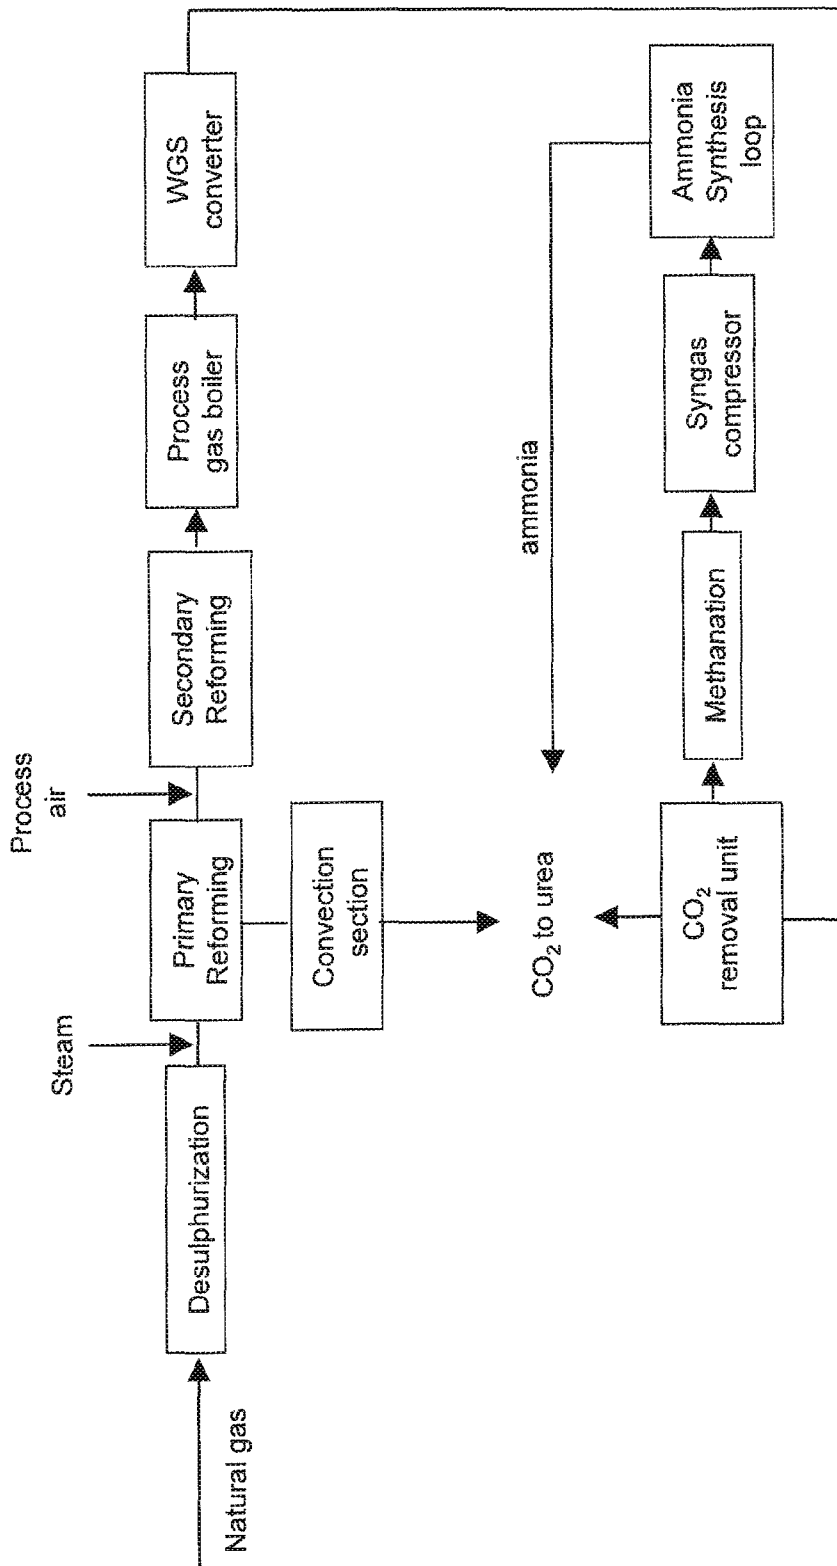 Natural gas
Desulphurization
Steam
Primary
Reforming
Process
air
Secondary
Reforming
Process
gas boiler
WGS
converter
Convection
section
CO₂ to urea
ammonia
CO₂
removal unit
Methanation
Syngas
compressor
Ammonia
Synthesis
loop